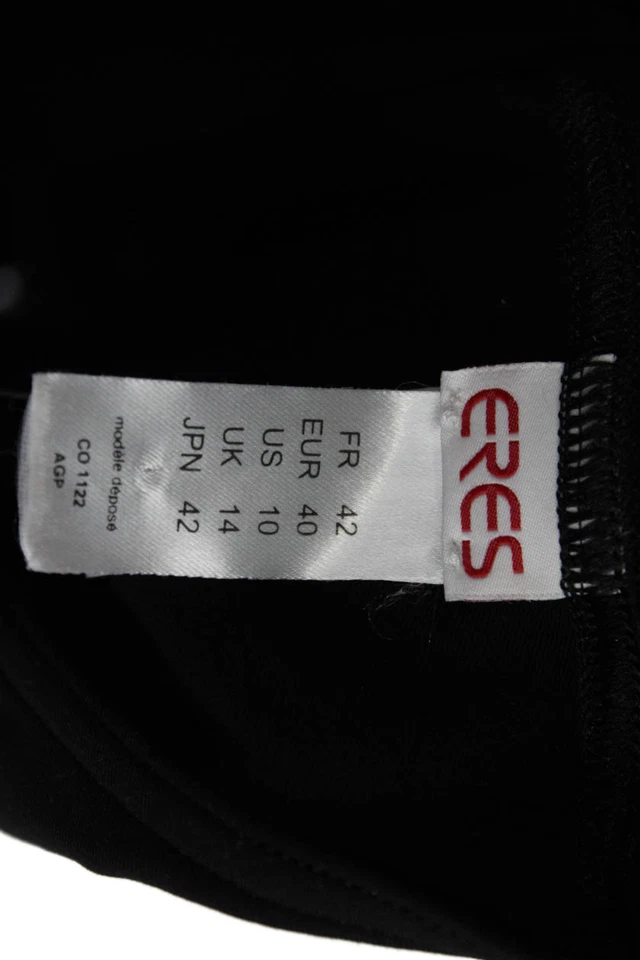 ERES
FR 42
EUR 40
US 10
UK 14
JPN 42
modèle déposé
CO 1122
AGP